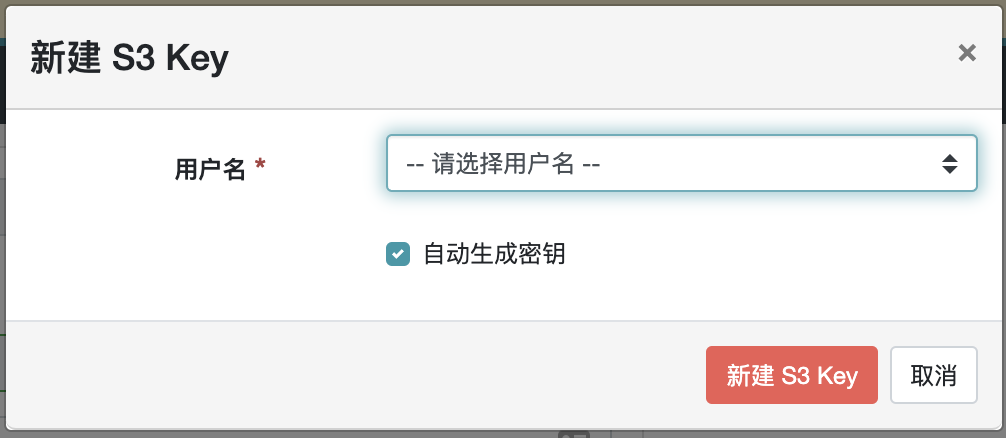 新建 S3 Key
×
用户名 *
-- 请选择用户名 --
自动生成密钥
新建 S3 Key
取消